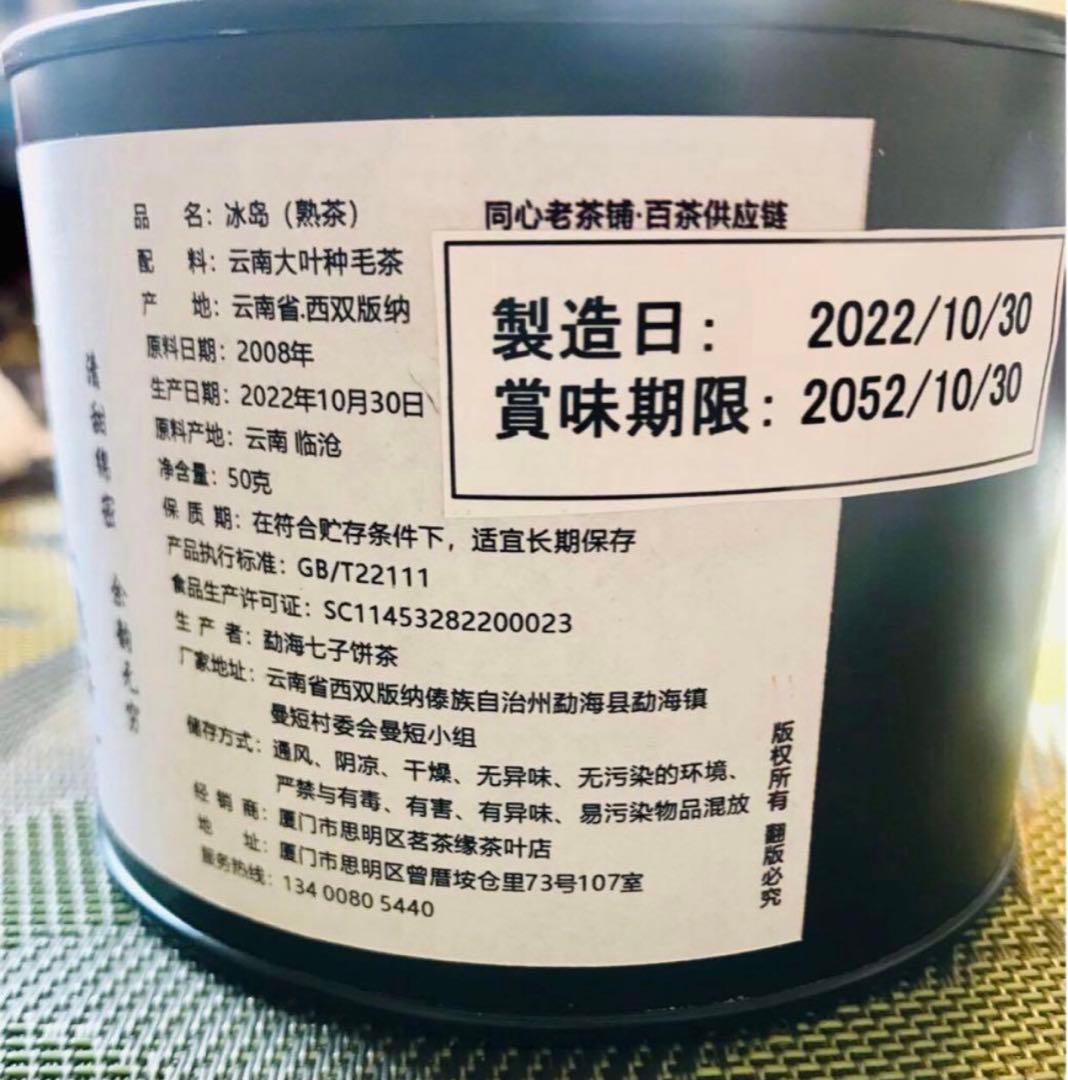 同心老茶铺·百茶供应链
品 名：冰岛（熟茶）
配 料：云南大叶种毛茶
产 地：云南省.西双版纳
原料日期：2008年
生产日期：2022年10月30日
原料产地：云南 临沧
净含量：50克
保 质 期：在符合贮存条件下，适宜长期保存
产品执行标准：GB/T22111
食品生产许可证：SC11453282200023
生 产 者：勐海七子饼茶
厂家地址：云南省西双版纳傣族自治州勐海县勐海镇
曼短村委会曼短小组
储存方式：通风、阴凉、干燥、无异味、无污染的环境、
严禁与有毒、有害、有异味、易污染物品混放
经 销 商：厦门市思明区茗茶缘茶叶店
地 址：厦门市思明区曾厝垵仓里73号107室
服务热线：134 0080 5440
製造日： 2022/10/30
賞味期限：2052/10/30
版权所有 翻版必究
清甜绵密 余韵无穷